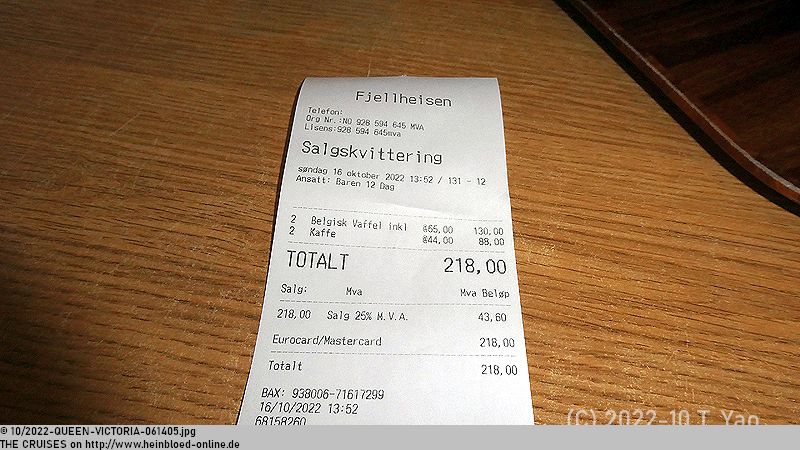 Fjellheisen
Telefon:
Org Nr.:NO 928 594 645 MVA
Lisens:928 594 645mva
Salgskvittering
søndag 16 oktober 2022 13:52 / 131 - 12
Ansatt: Baren 12 Dag
2 Belgisk Vaffel inkl @65,00 130,00
2 Kaffe @44,00 88,00
TOTALT 218,00
Salg: Mva Mva Beløp
218,00 Salg 25% M.V.A. 43,60
Eurocard/Mastercard 218,00
Totalt 218,00
BAX: 938006-71617299
16/10/2022 13:52
68158260
(C) 2022-10 T. Yao.
© 10/2022-QUEEN-VICTORIA-061405.jpg
THE CRUISES on http://www.heinbloed-online.de